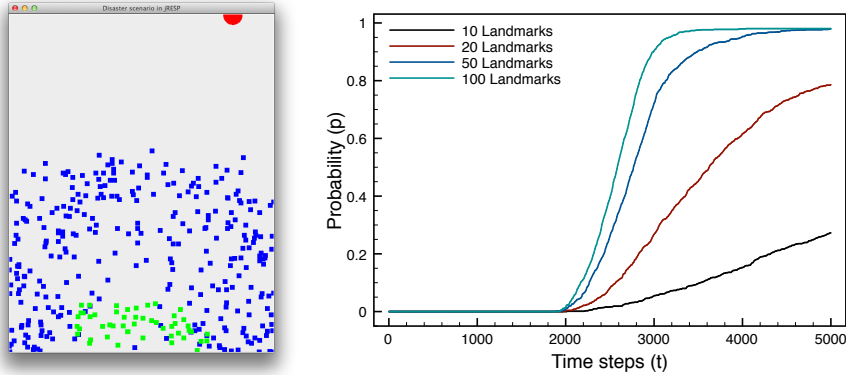 Disaster scenario in jRESP
1
0.8
0.6
0.4
0.2
0
Probability (p)
10 Landmarks
20 Landmarks
50 Landmarks
100 Landmarks
0 1000 2000 3000 4000 5000
Time steps (t)